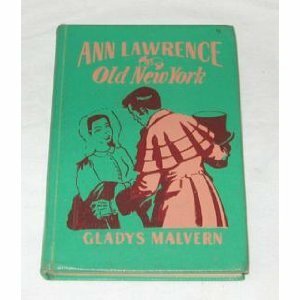 ANN LAWRENCE
of
Old New York
GLADYS MALVERN